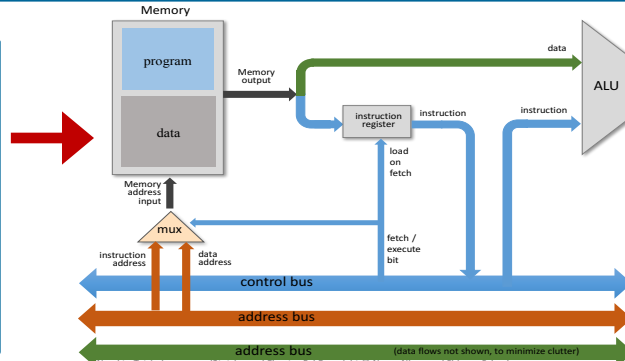 Memory
program
data
Memory
output
data
ALU
instruction
register
instruction
instruction
load
on
fetch
Memory
address
input
mux
instruction
address
data
address
fetch /
execute
bit
control bus
address bus
address bus
(data flows not shown, to minimize clutter)